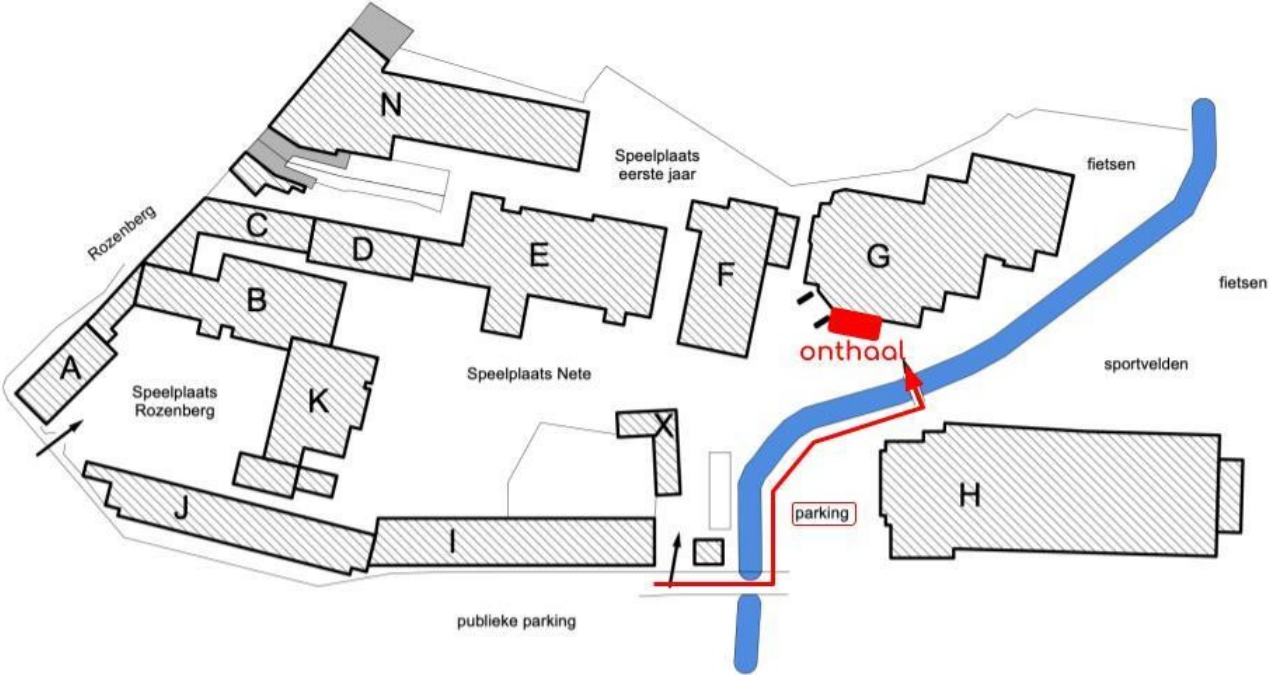 N
Speelplaats
eerste jaar
fietsen
Rozenberg
C
D
E
F
G
fietsen
B
onthaal
A
Speelplaats
Rozenberg
K
Speelplaats Nete
sportvelden
X
J
I
parking
H
publieke parking